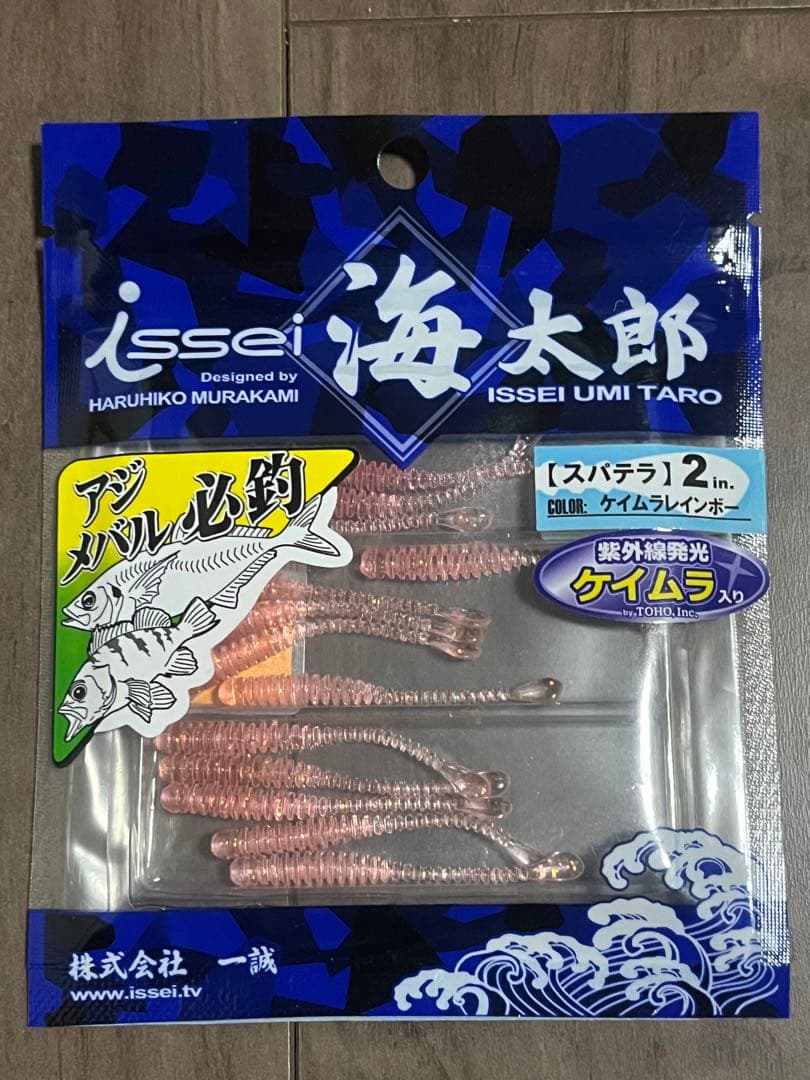 issei
Designed by
HARUHIKO MURAKAMI
海太郎
ISSEI UMI TARO
アジ
メバル
必釣
【スパテラ】2in.
COLOR: ケイムラレインボー
紫外線発光
ケイムラ入り
by TOHO, Inc.
株式会社 一誠
www.issei.tv